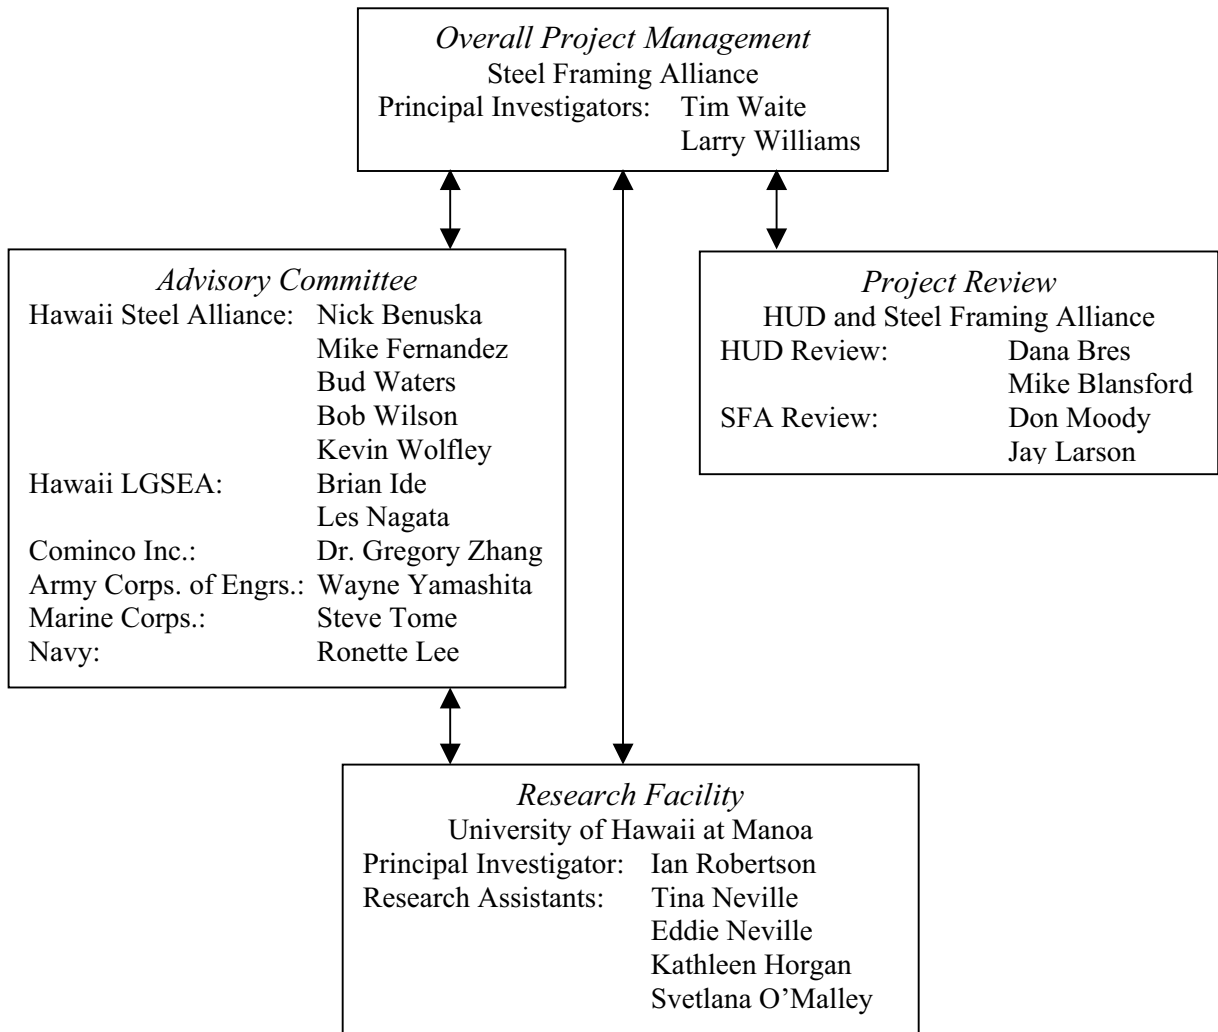 Overall Project Management
Steel Framing Alliance
Principal Investigators: Tim Waite
Larry Williams
Advisory Committee
Hawaii Steel Alliance: Nick Benuska
Mike Fernandez
Bud Waters
Bob Wilson
Kevin Wolfley
Hawaii LGSEA: Brian Ide
Les Nagata
Cominco Inc.: Dr. Gregory Zhang
Army Corps. of Engrs.: Wayne Yamashita
Marine Corps.: Steve Tome
Navy: Ronette Lee
Project Review
HUD and Steel Framing Alliance
HUD Review: Dana Bres
Mike Blansford
SFA Review: Don Moody
Jay Larson
Research Facility
University of Hawaii at Manoa
Principal Investigator: Ian Robertson
Research Assistants: Tina Neville
Eddie Neville
Kathleen Horgan
Svetlana O’Malley